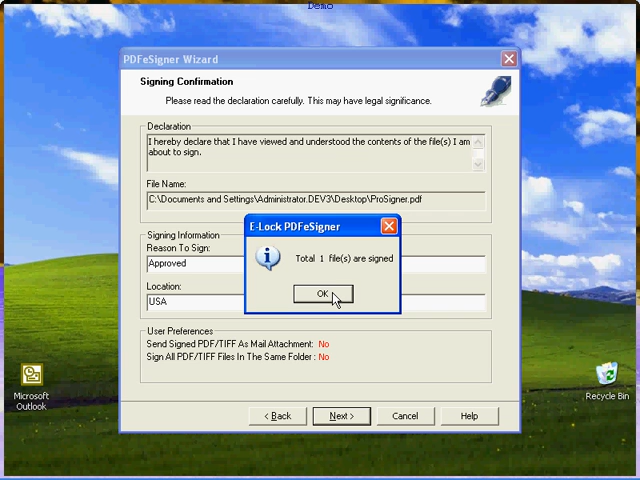 Demo
PDFeSigner Wizard
Signing Confirmation
Please read the declaration carefully. This may have legal significance.
Declaration
I hereby declare that I have viewed and understood the contents of the file(s) I am
about to sign.
File Name:
C:\Documents and Settings\Administrator.DEV3\Desktop\ProSigner.pdf
Signing Information
Reason To Sign:
Approved
Location:
USA
E-Lock PDFeSigner
Total 1 file(s) are signed
OK
User Preferences
Send Signed PDF/TIFF As Mail Attachment: No
Sign All PDF/TIFF Files In The Same Folder : No
< Back
Next >
Cancel
Help
Microsoft
Outlook
Recycle Bin